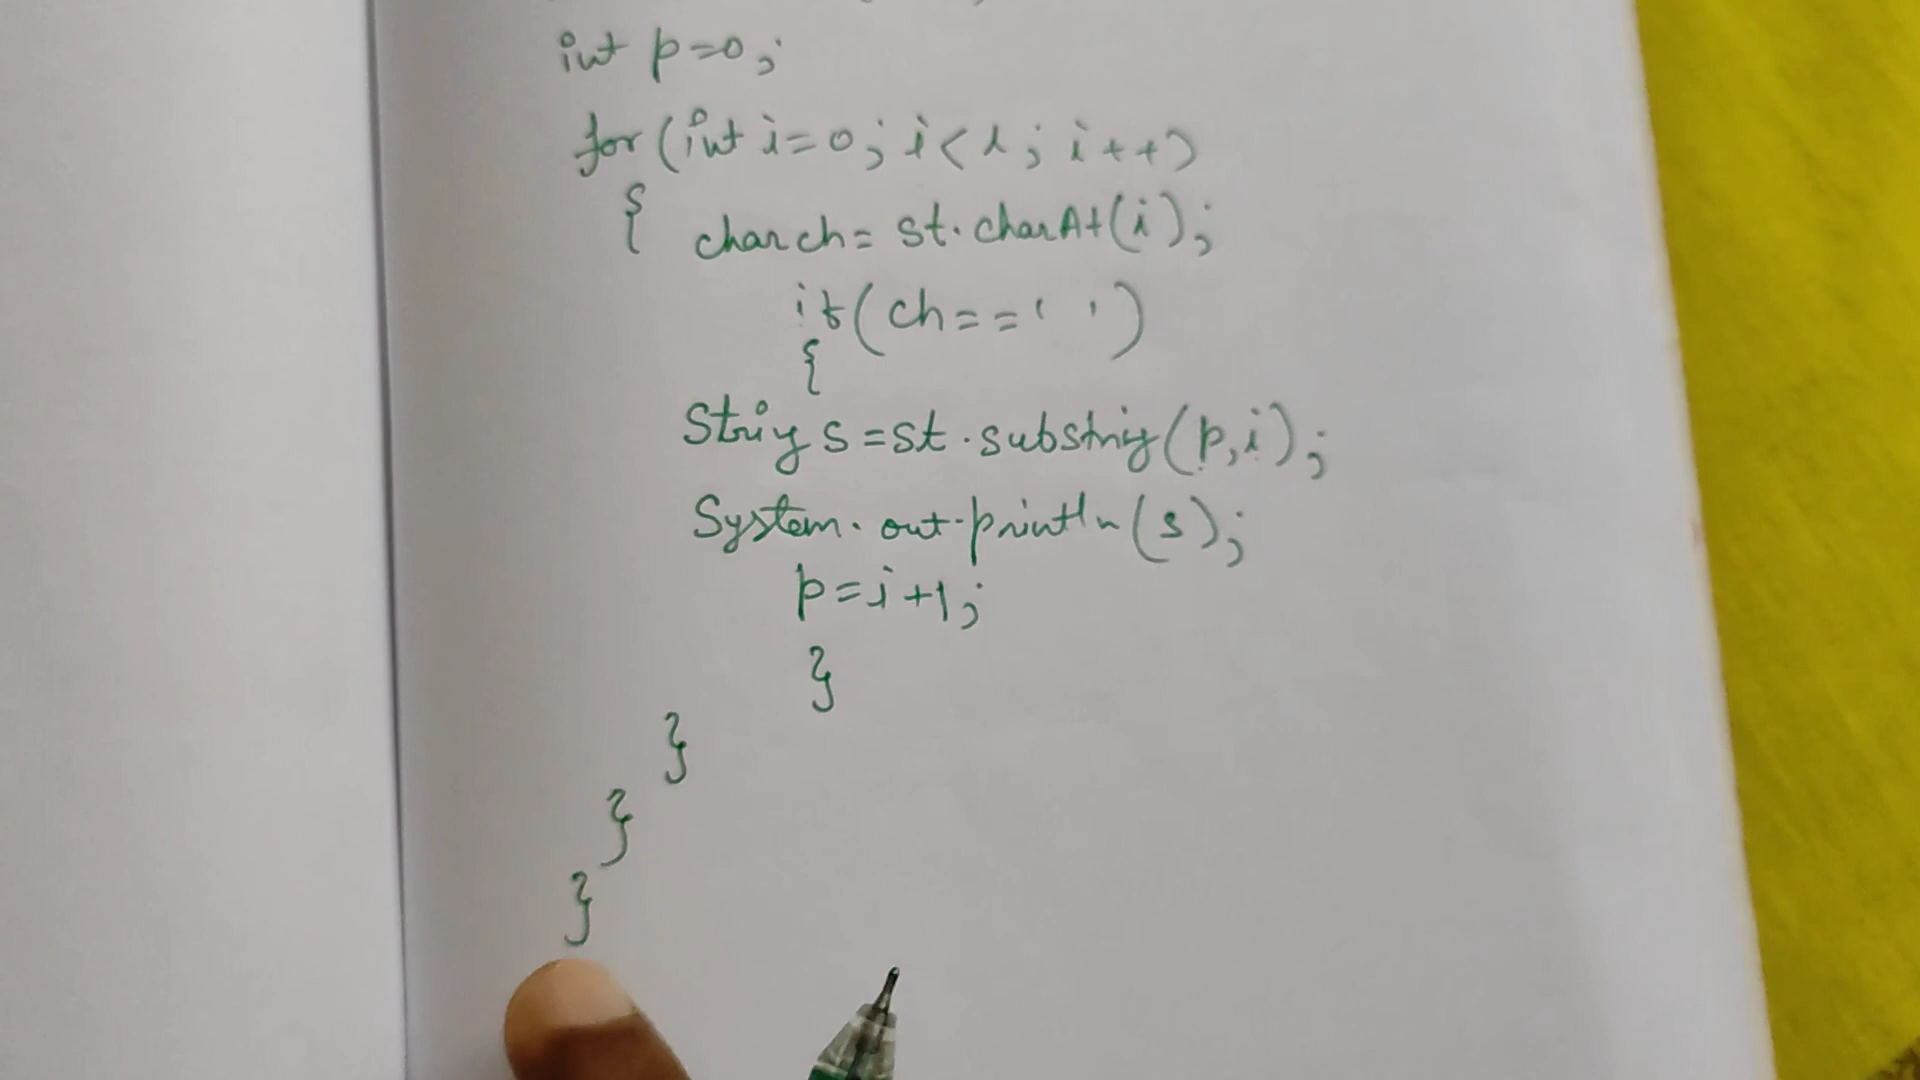 int p=0;
for(int i=0; i<l; i++)
{ char ch= st.charAt(i);
if(ch==' ')
{
String s=st.substring(p,i);
System.out.println(s);
p=i+1;
}
}
}
}